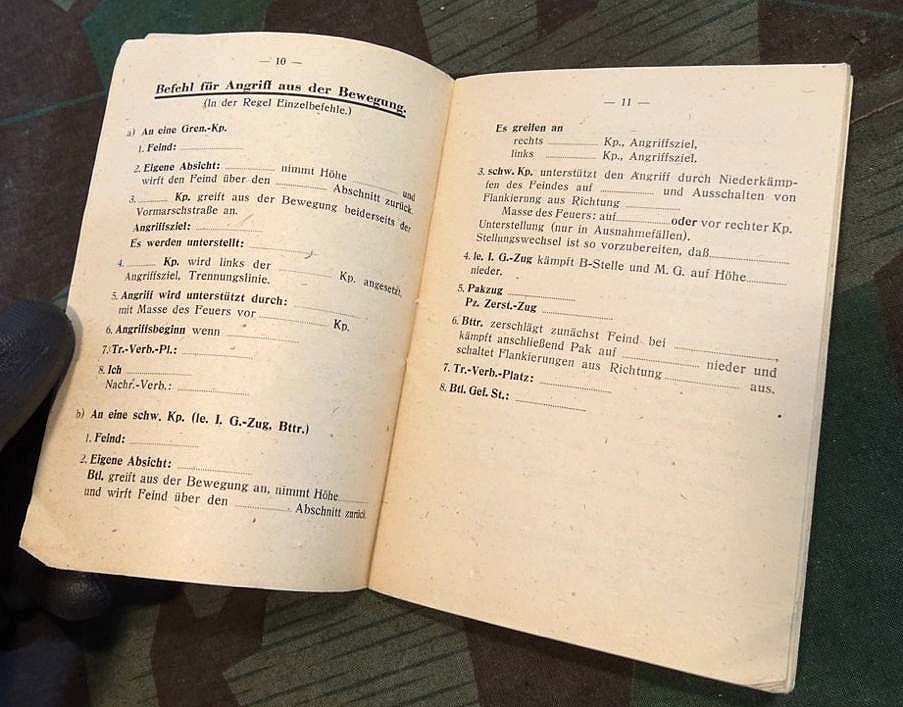 — 10 —
Befehl für Angriff aus der Bewegung.
(In der Regel Einzelbefehle.)
a) An eine Gren.-Kp.
1. Feind:
2. Eigene Absicht: nimmt Höhe und
wirft den Feind über den Abschnitt zurück.
3. Kp. greift aus der Bewegung beiderseits der
Vormarschstraße an.
Angriffsziel:
Es werden unterstellt:
4. Kp. wird links der Kp. angesetzt,
Angriffsziel, Trennungslinie.
5. Angriff wird unterstützt durch:
mit Masse des Feuers vor Kp.
6. Angriffsbeginn wenn
7. Tr.-Verb.-Pl.:
8. Ich
Nachr.-Verb.:
b) An eine schw. Kp. (le. I. G.-Zug, Bttr.)
1. Feind:
2. Eigene Absicht:
Btl. greift aus der Bewegung an, nimmt Höhe
und wirft Feind über den Abschnitt zurück.
— 11 —
Es greifen an
rechts Kp., Angriffsziel,
links Kp., Angriffsziel.
3. schw. Kp. unterstützt den Angriff durch Niederkämp-
fen des Feindes auf und Ausschalten von
Flankierung aus Richtung
Masse des Feuers: auf oder vor rechter Kp.
Unterstellung (nur in Ausnahmefällen).
Stellungswechsel ist so vorzubereiten, daß
4. le. I. G.-Zug kämpft B-Stelle und M. G. auf Höhe
nieder.
5. Pakzug
Pz. Zerst.-Zug
6. Bttr. zerschlägt zunächst Feind bei ,
kämpft anschließend Pak auf nieder und
schaltet Flankierungen aus Richtung aus.
7. Tr.-Verb.-Platz:
8. Btl. Gef. St.: